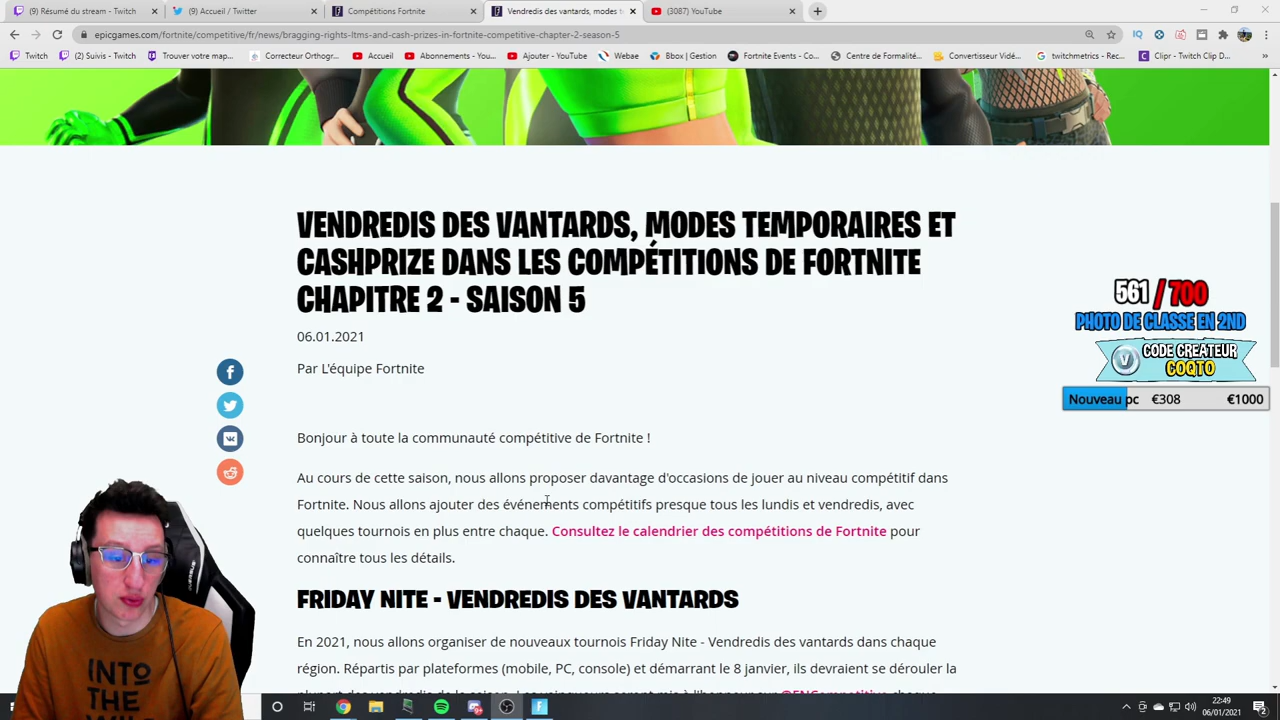 (9) Résumé du stream - Twitch
(9) Accueil / Twitter
Compétitions Fortnite
Vendredis des vantards, modes t
(3087) YouTube
epicgames.com/fortnite/competitive/fr/news/bragging-rights-ltms-and-cash-prizes-in-fortnite-competitive-chapter-2-season-5
Twitch
(2) Suivis - Twitch
Trouver votre map...
Correcteur Orthogr...
Accueil
Abonnements - You...
Ajouter - YouTube
Webae
Bbox | Gestion
Fortnite Events - Co...
Centre de Formalité...
Convertisseur Vidé...
twitchmetrics - Rec...
Clipr - Twitch Clip D...
VENDREDIS DES VANTARDS, MODES TEMPORAIRES ET
CASHPRIZE DANS LES COMPÉTITIONS DE FORTNITE
CHAPITRE 2 - SAISON 5
06.01.2021
Par L'équipe Fortnite
Bonjour à toute la communauté compétitive de Fortnite !
Au cours de cette saison, nous allons proposer davantage d'occasions de jouer au niveau compétitif dans
Fortnite. Nous allons ajouter des événements compétitifs presque tous les lundis et vendredis, avec
quelques tournois en plus entre chaque. Consultez le calendrier des compétitions de Fortnite pour
connaître tous les détails.
FRIDAY NITE - VENDREDIS DES VANTARDS
En 2021, nous allons organiser de nouveaux tournois Friday Nite - Vendredis des vantards dans chaque
région. Répartis par plateformes (mobile, PC, console) et démarrant le 8 janvier, ils devraient se dérouler la
561 / 700
PHOTO DE CLASSE EN 2ND
CODE CREATEUR
COQTO
Nouveau pc €308 €1000
INTO
THE
22:49
06/01/2021